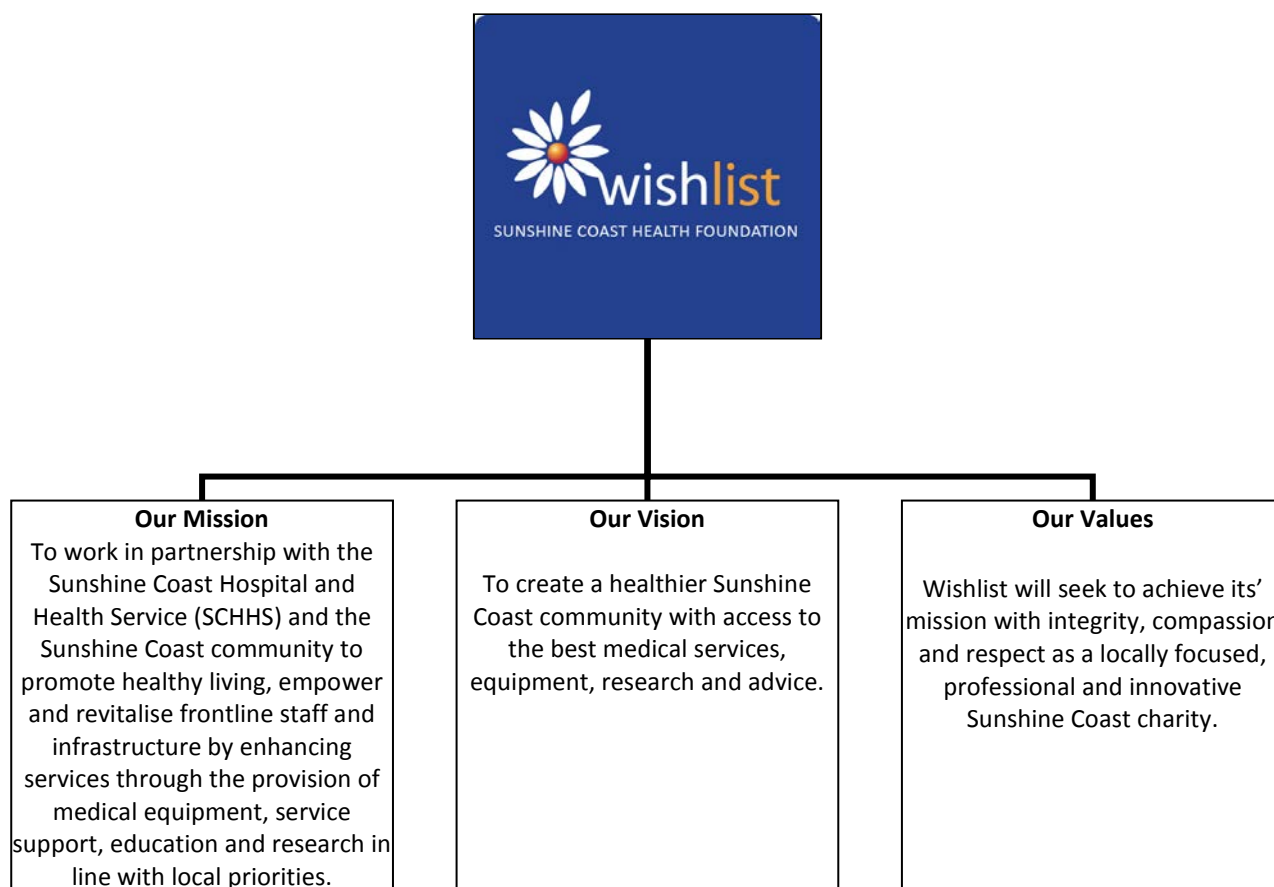 wishlist
SUNSHINE COAST HEALTH FOUNDATION
Our Mission
To work in partnership with the
Sunshine Coast Hospital and
Health Service (SCHHS) and the
Sunshine Coast community to
promote healthy living, empower
and revitalise frontline staff and
infrastructure by enhancing
services through the provision of
medical equipment, service
support, education and research in
line with local priorities.
Our Vision
To create a healthier Sunshine
Coast community with access to
the best medical services,
equipment, research and advice.
Our Values
Wishlist will seek to achieve its’
mission with integrity, compassion
and respect as a locally focused,
professional and innovative
Sunshine Coast charity.